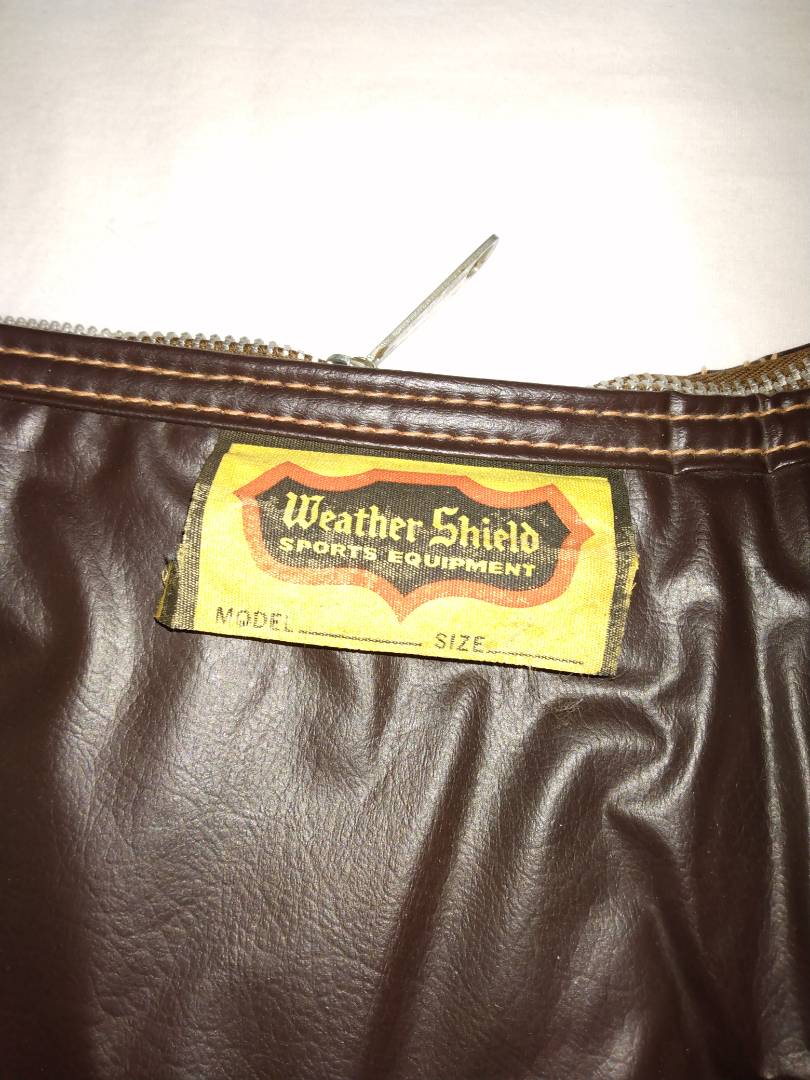 Weather Shield
SPORTS EQUIPMENT
MODEL
SIZE